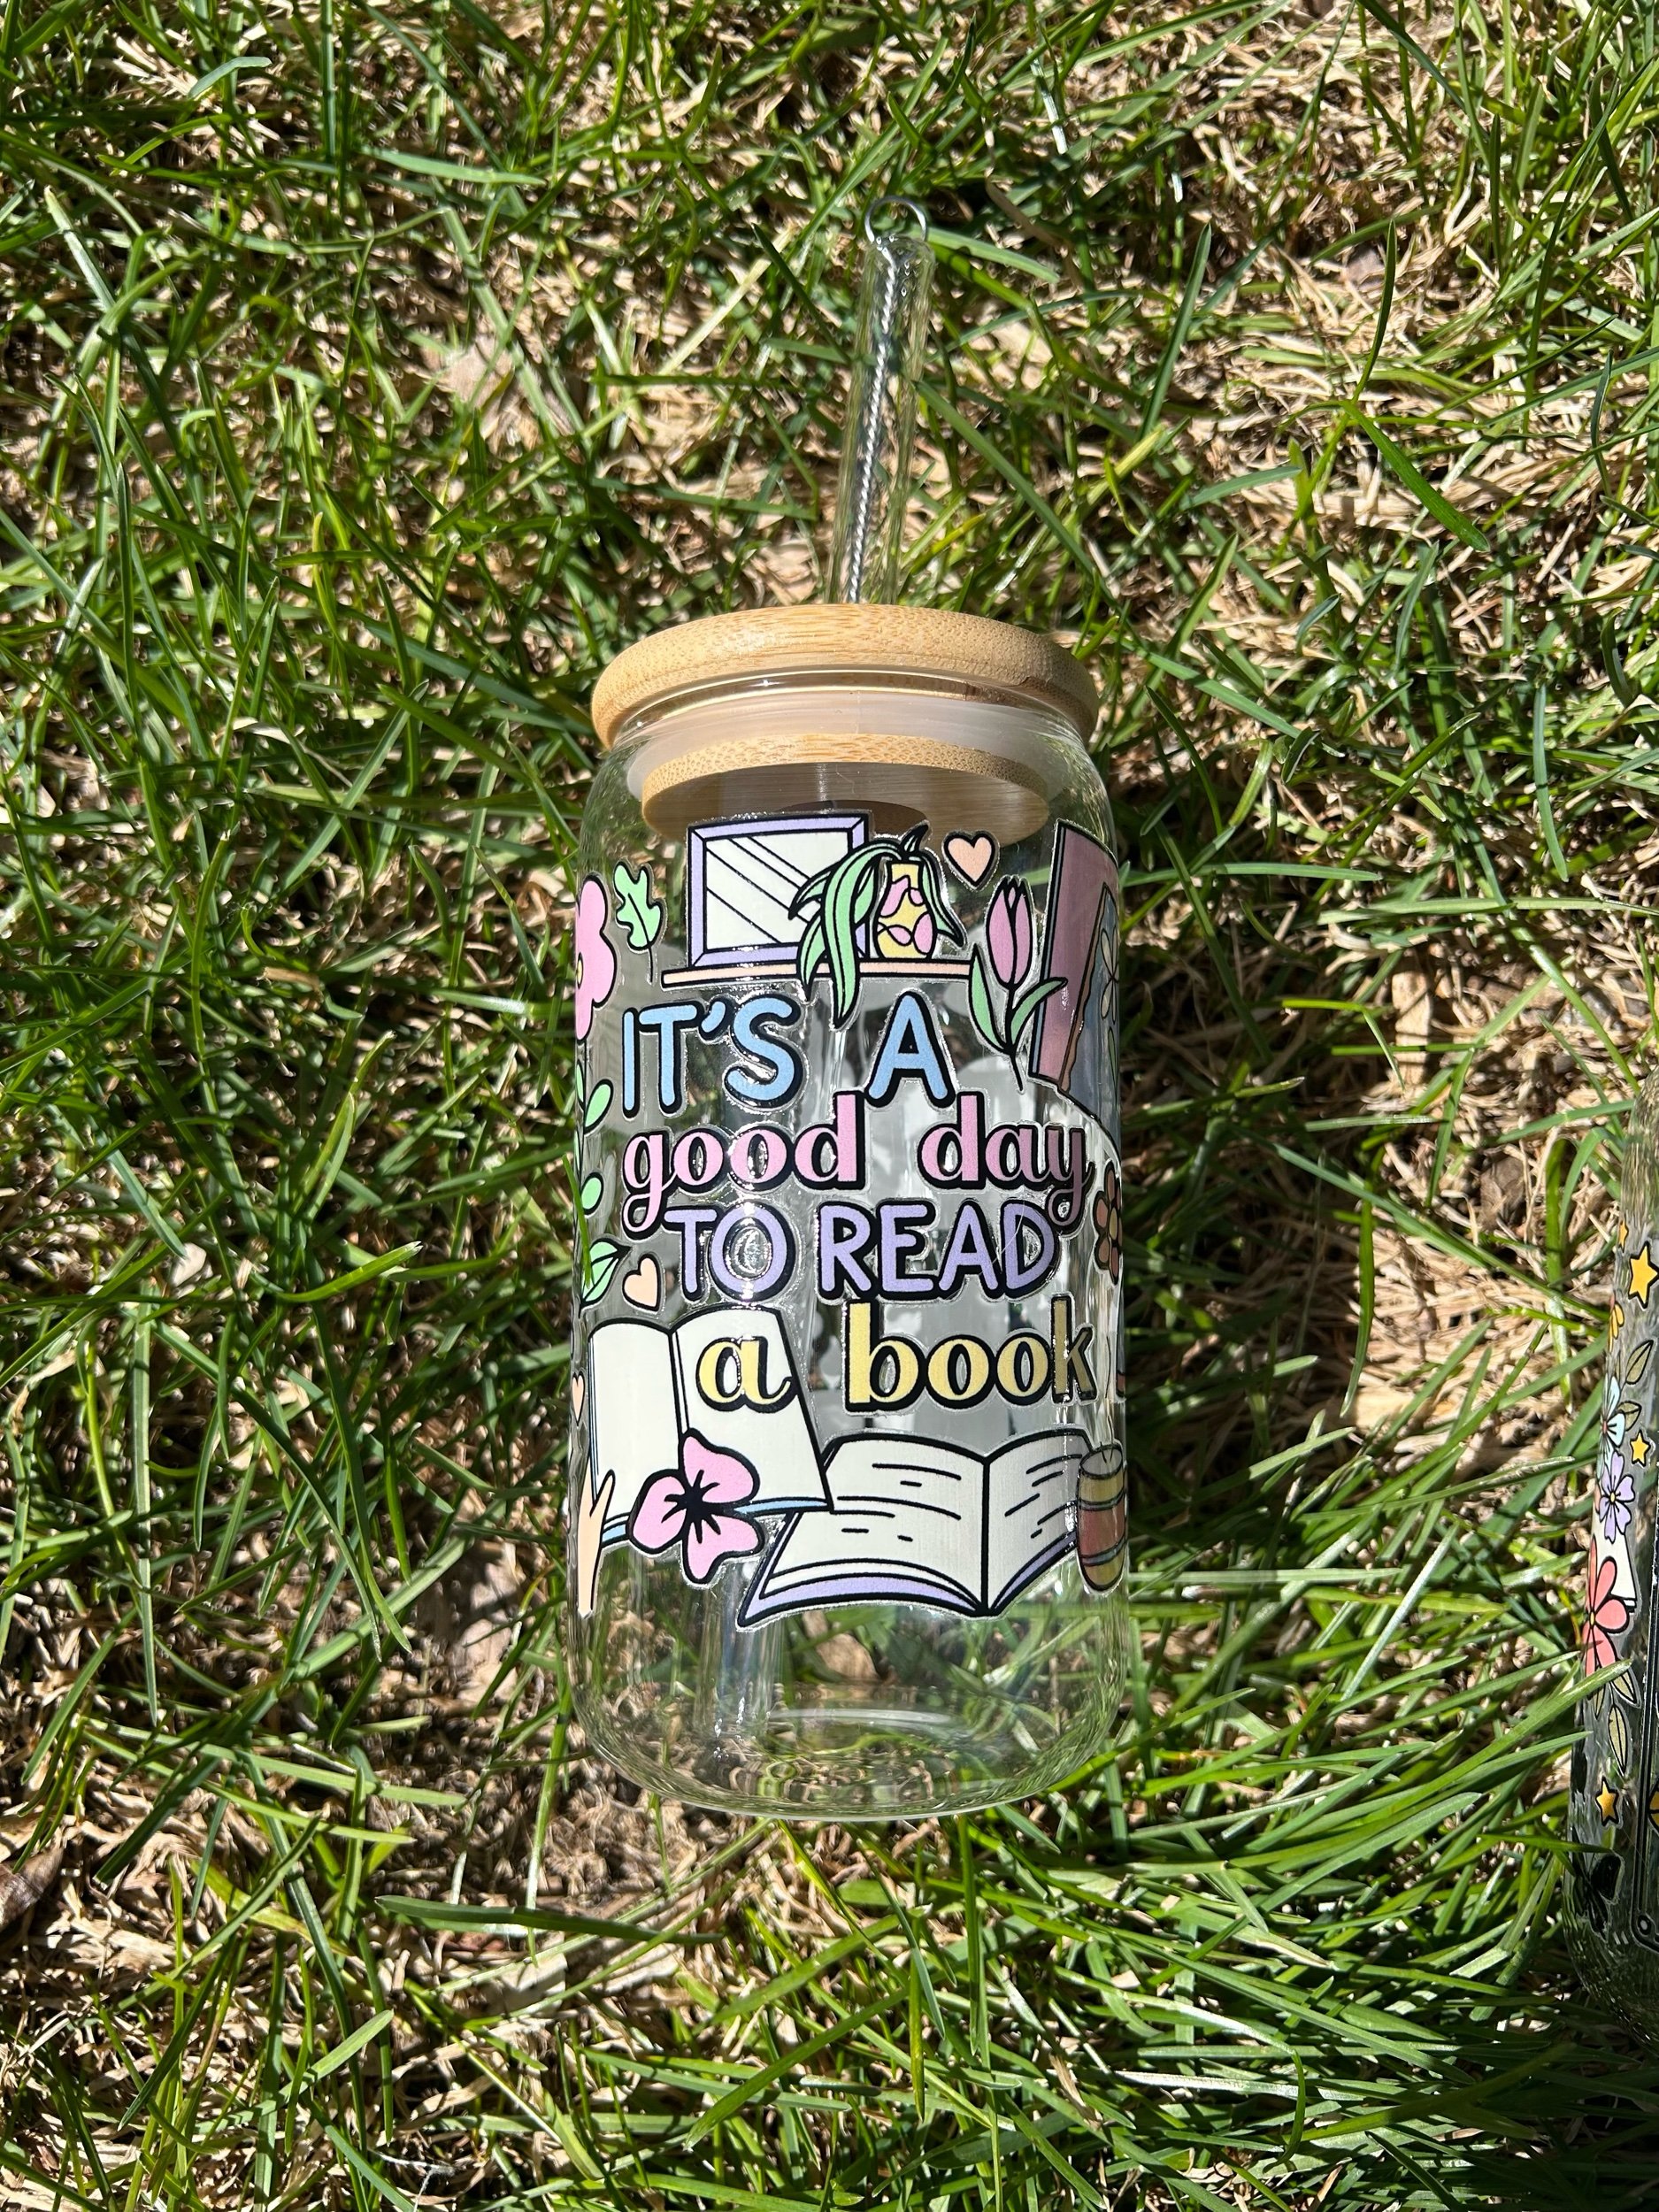 IT'S A
good day
TO READ
a book